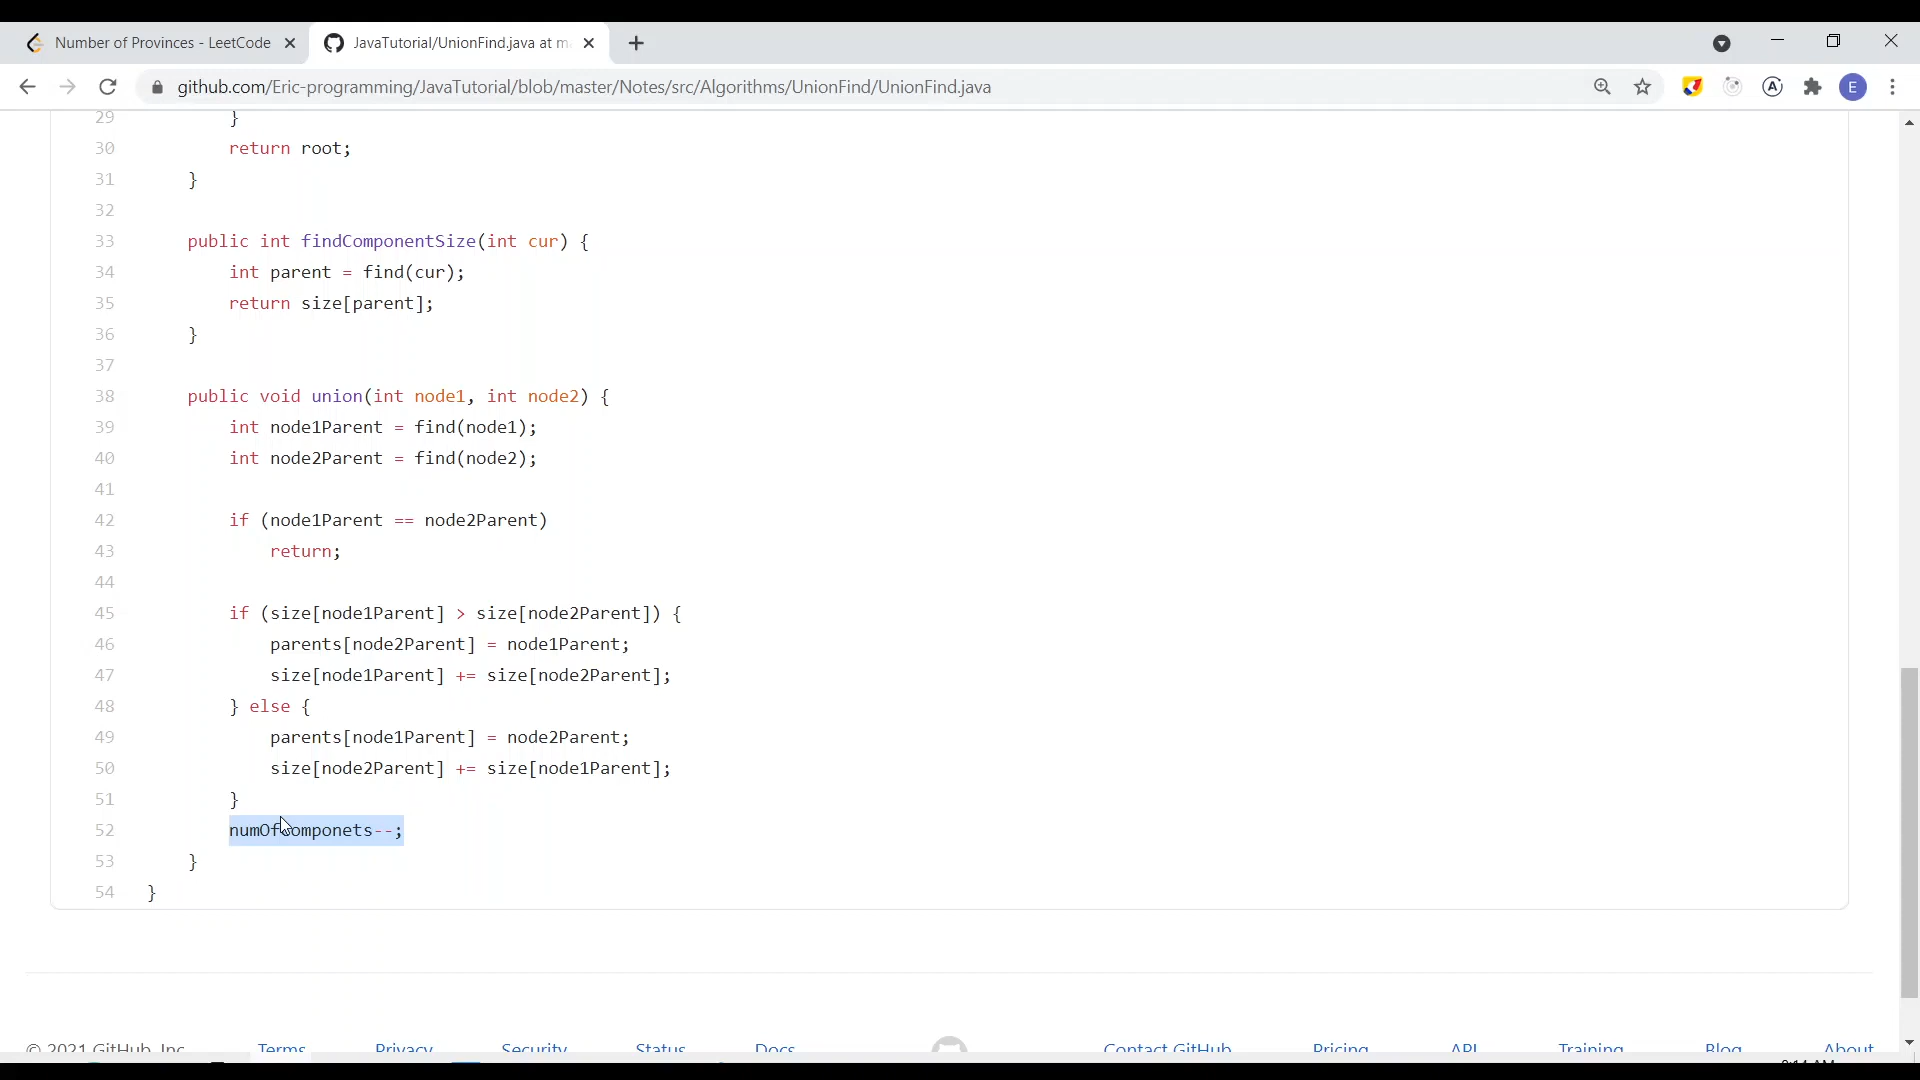 Number of Provinces - LeetCode
JavaTutorial/UnionFind.java at m
github.com/Eric-programming/JavaTutorial/blob/master/Notes/src/Algorithms/UnionFind/UnionFind.java
A
E
29 }
30 return root;
31 }
32
33 public int findComponentSize(int cur) {
34 int parent = find(cur);
35 return size[parent];
36 }
37
38 public void union(int node1, int node2) {
39 int node1Parent = find(node1);
40 int node2Parent = find(node2);
41
42 if (node1Parent == node2Parent)
43 return;
44
45 if (size[node1Parent] > size[node2Parent]) {
46 parents[node2Parent] = node1Parent;
47 size[node1Parent] += size[node2Parent];
48 } else {
49 parents[node1Parent] = node2Parent;
50 size[node2Parent] += size[node1Parent];
51 }
52 numOfComponets--;
53 }
54 }
© 2021 GitHub, Inc. Terms Privacy Security Status Docs Contact GitHub Pricing API Training Blog About